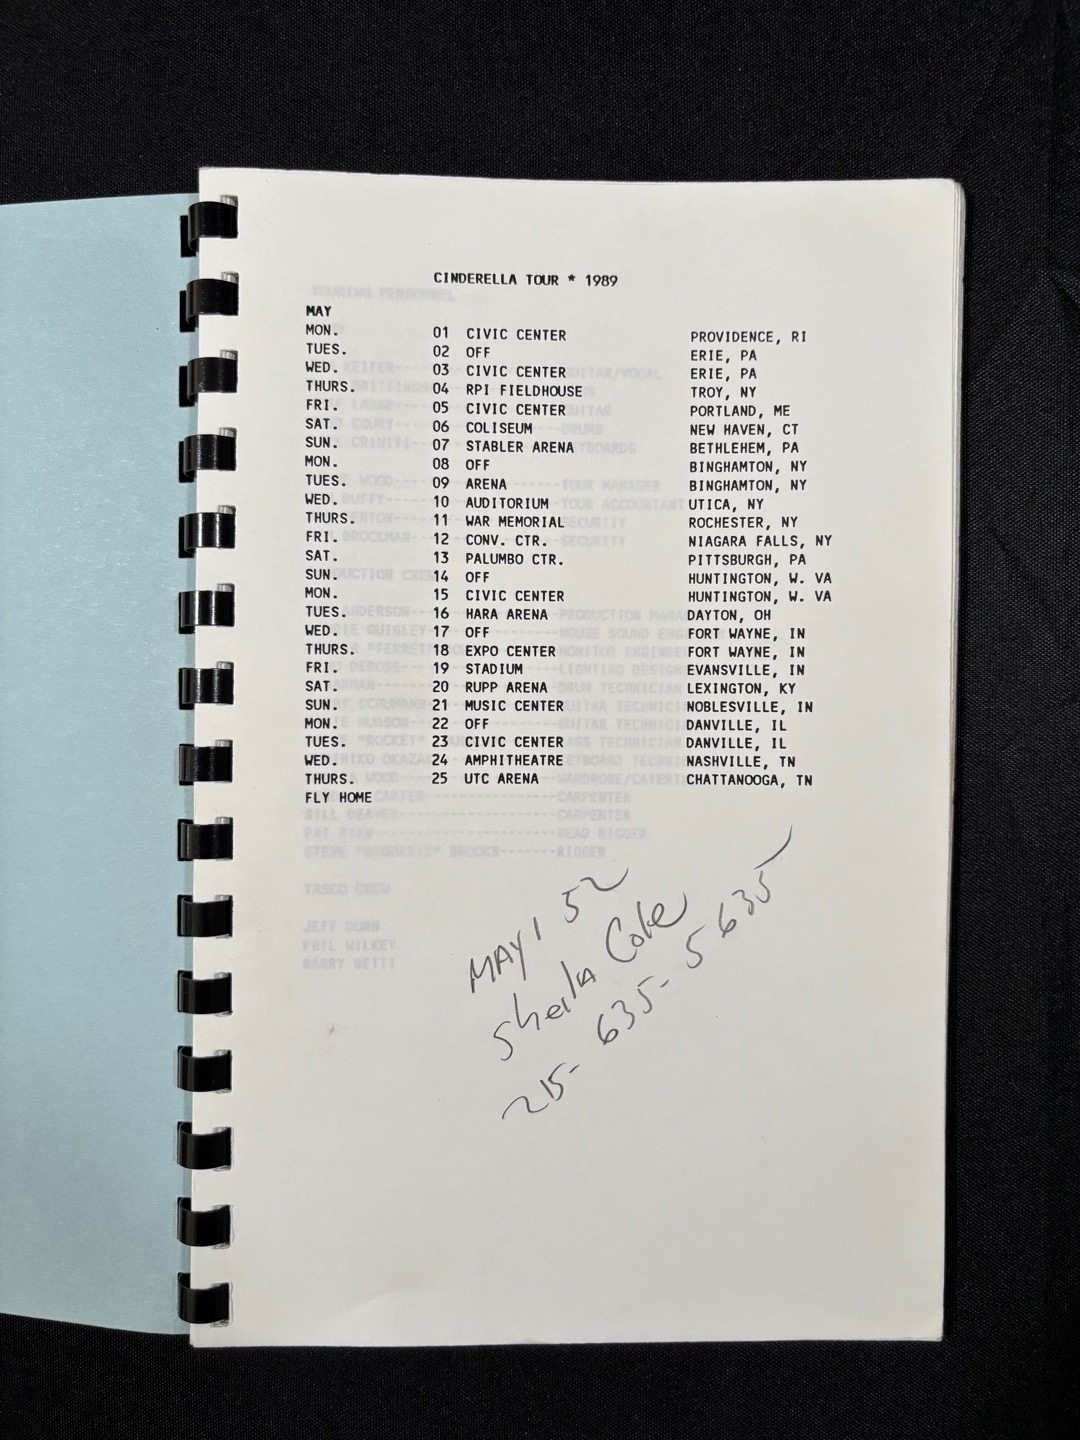 CINDERELLA TOUR * 1989
MAY
MON. 01 CIVIC CENTER PROVIDENCE, RI
TUES. 02 OFF ERIE, PA
WED. 03 CIVIC CENTER ERIE, PA
THURS. 04 RPI FIELDHOUSE TROY, NY
FRI. 05 CIVIC CENTER PORTLAND, ME
SAT. 06 COLISEUM NEW HAVEN, CT
SUN. 07 STABLER ARENA BETHLEHEM, PA
MON. 08 OFF BINGHAMTON, NY
TUES. 09 ARENA BINGHAMTON, NY
WED. 10 AUDITORIUM UTICA, NY
THURS. 11 WAR MEMORIAL ROCHESTER, NY
FRI. 12 CONV. CTR. NIAGARA FALLS, NY
SAT. 13 PALUMBO CTR. PITTSBURGH, PA
SUN. 14 OFF HUNTINGTON, W. VA
MON. 15 CIVIC CENTER HUNTINGTON, W. VA
TUES. 16 HARA ARENA DAYTON, OH
WED. 17 OFF FORT WAYNE, IN
THURS. 18 EXPO CENTER FORT WAYNE, IN
FRI. 19 STADIUM EVANSVILLE, IN
SAT. 20 RUPP ARENA LEXINGTON, KY
SUN. 21 MUSIC CENTER NOBLESVILLE, IN
MON. 22 OFF DANVILLE, IL
TUES. 23 CIVIC CENTER DANVILLE, IL
WED. 24 AMPHITHEATRE NASHVILLE, TN
THURS. 25 UTC ARENA CHATTANOOGA, TN
FLY HOME
MAY 1 52
Sheila Cole
215- 635- 5635